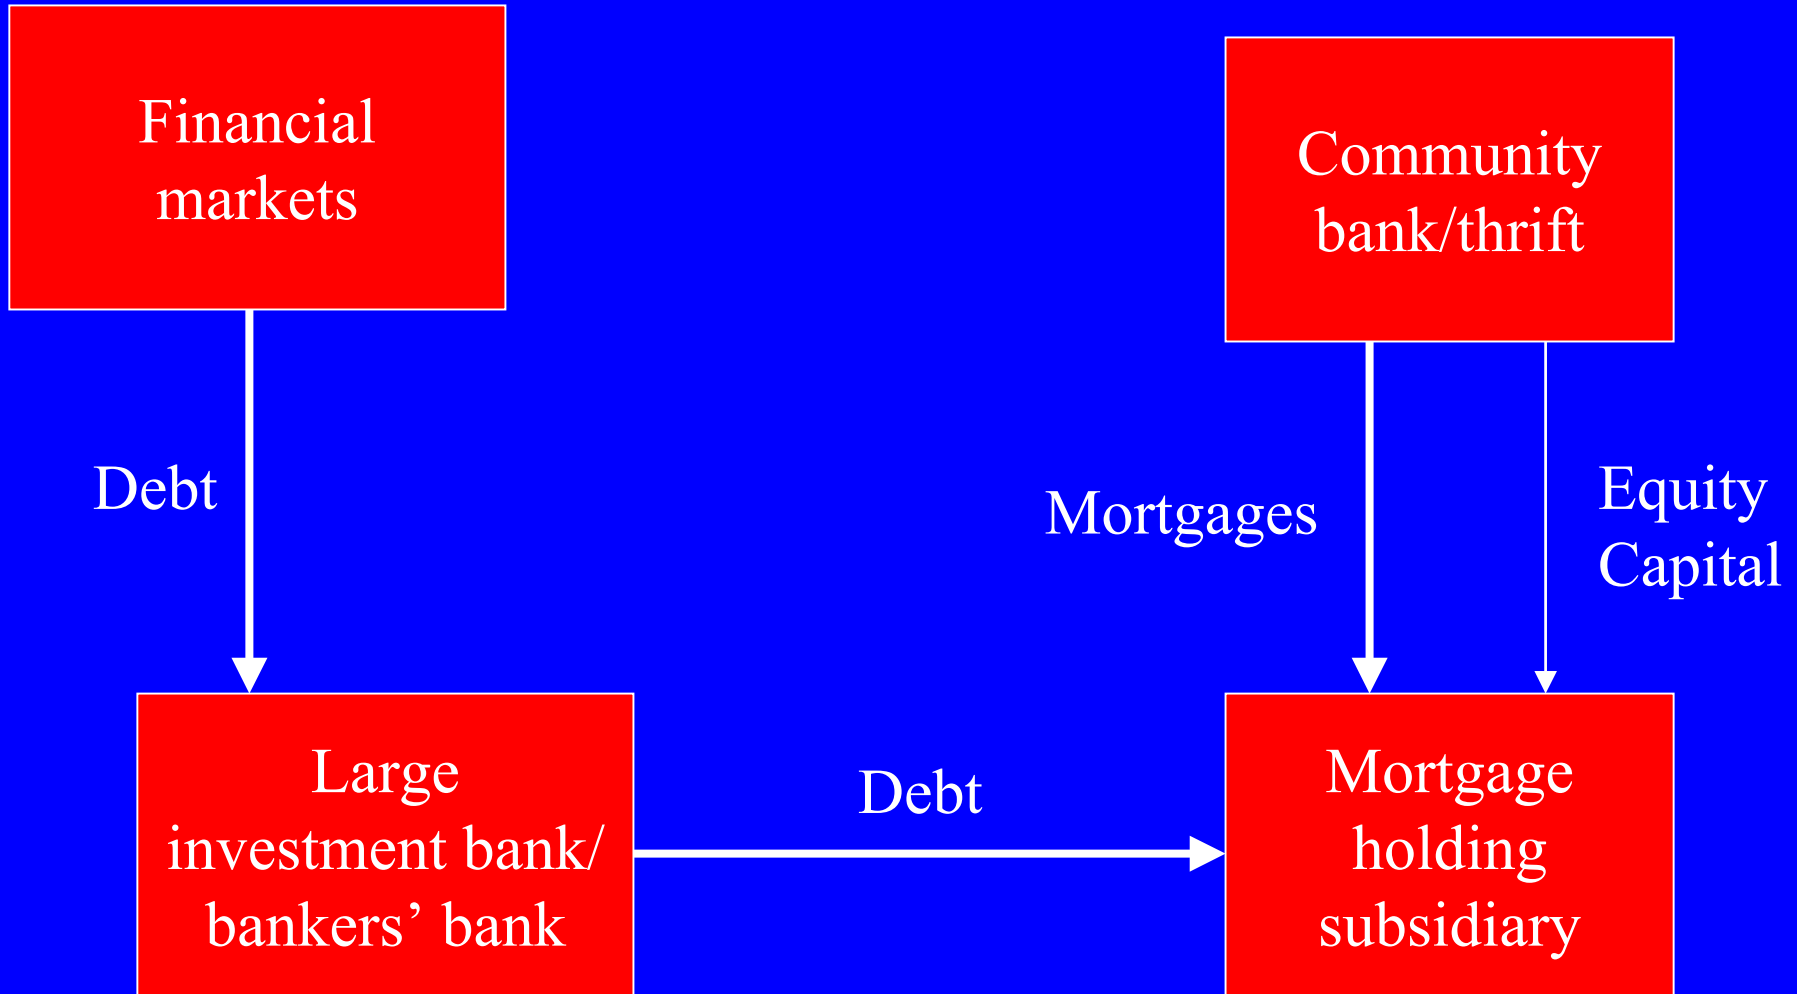 Financial
markets
Community
bank/thrift
Debt
Mortgages
Equity
Capital
Large
investment bank/
bankers’ bank
Debt
Mortgage
holding
subsidiary